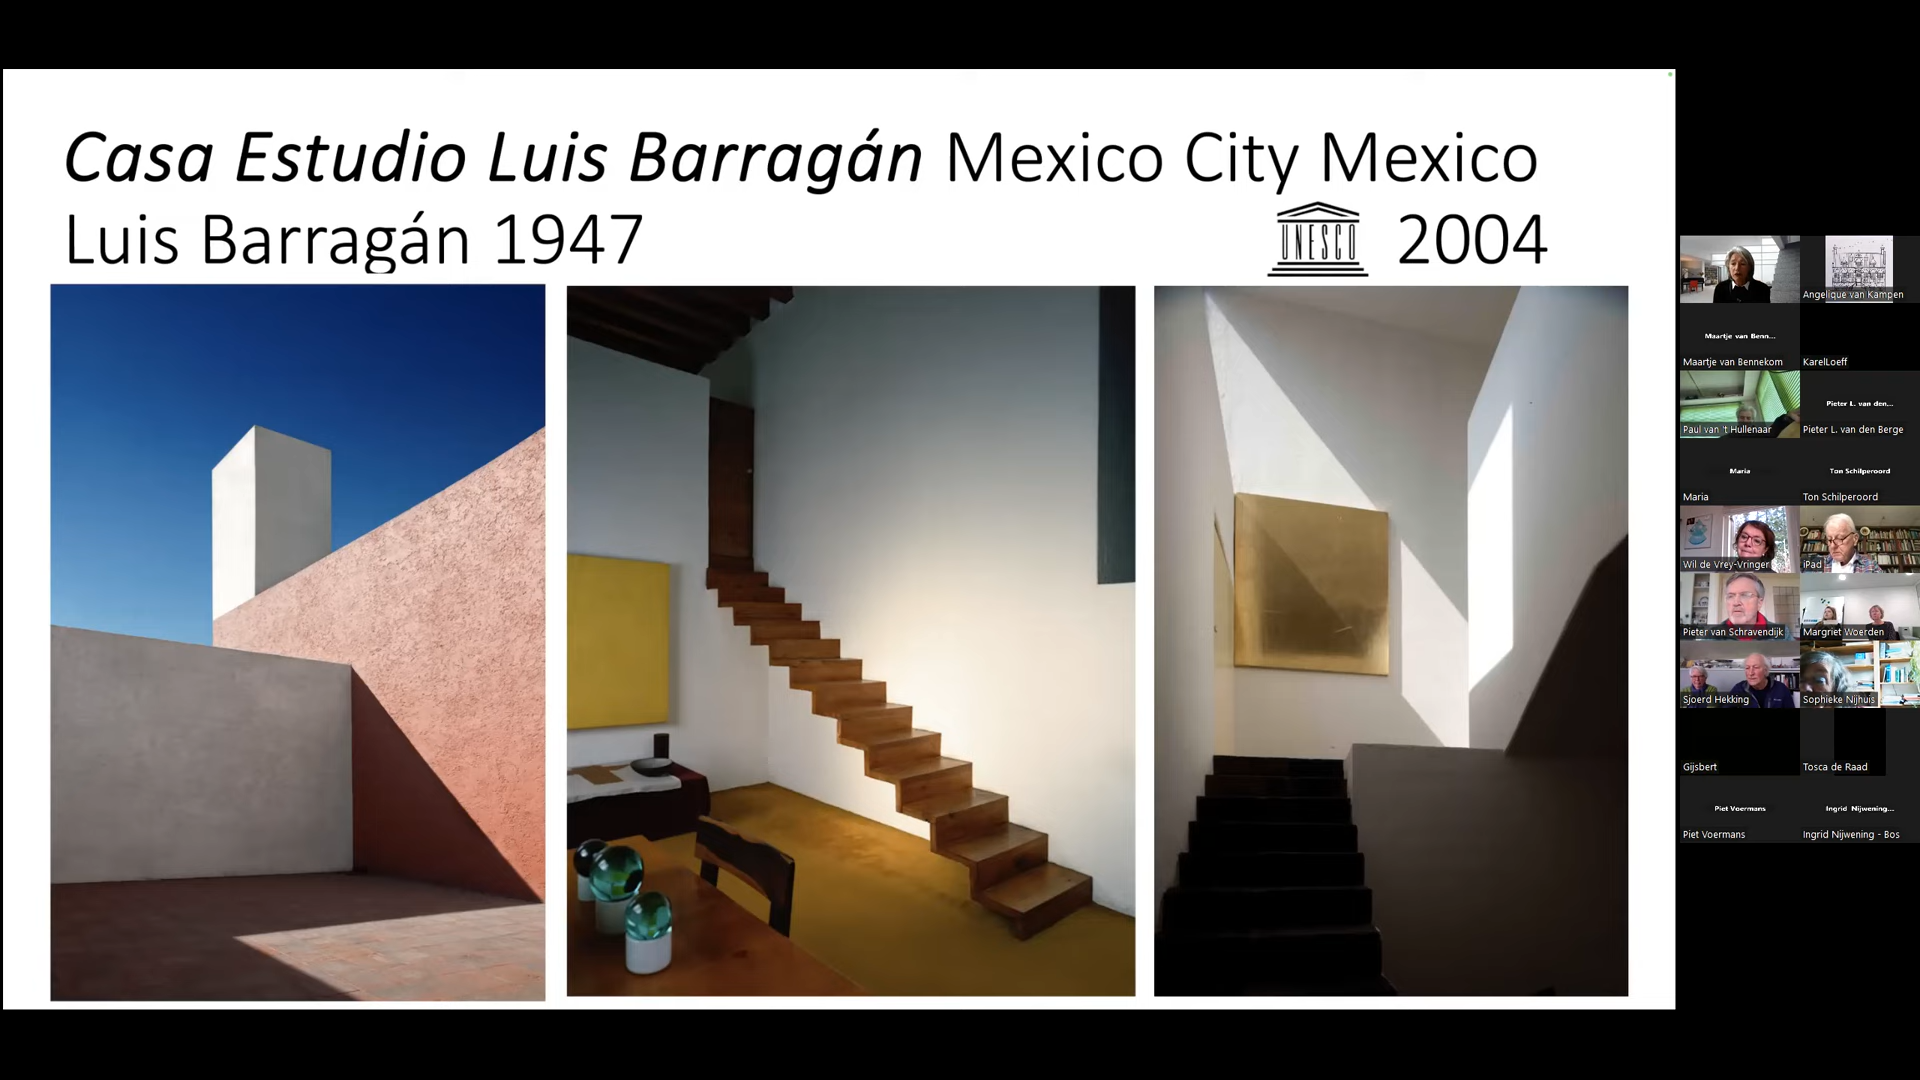 Casa Estudio Luis Barragán Mexico City Mexico
Luis Barragán 1947
UNESCO 2004
Angelique van Kampen
Maartje van Benn...
Maartje van Bennekom
KarelLoeff
Paul van 't Hullenaar
Pieter L. van den...
Pieter L. van den Berge
Maria
Maria
Ton Schilperoord
Ton Schilperoord
Wil de Vrey-Vringer
iPad
Pieter van Schravendijk
Margriet Woerden
Sjoerd Hekking
Sophieke Nijhuis
Gijsbert
Tosca de Raad
Piet Voermans
Piet Voermans
Ingrid Nijwening...
Ingrid Nijwening - Bos